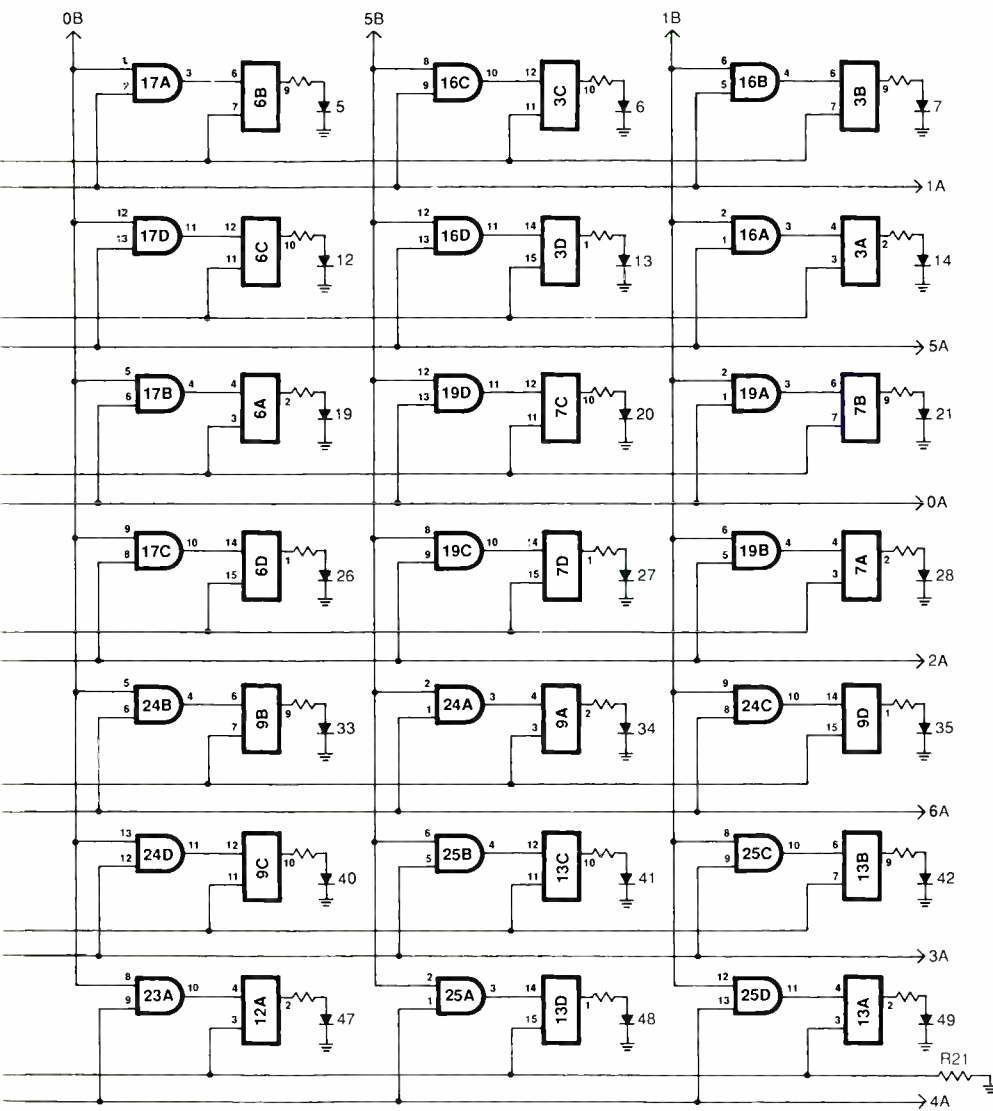 0B 5B 1B
1 2 17A 3 6 7 6B 9 5 8 9 16C 10 12 11 3C 10 6 6 5 16B 4 6 7 3B 9 7
1A
12 13 17D 11 12 11 6C 10 12 12 13 16D 11 14 15 3D 1 13 2 1 16A 3 4 3 3A 2 14
5A
5 6 17B 4 4 3 6A 2 19 12 13 19D 11 12 11 7C 10 20 2 1 19A 3 6 7 7B 9 21
0A
9 8 17C 10 14 15 6D 1 26 8 9 19C 10 14 15 7D 1 27 6 5 19B 4 4 3 7A 2 28
2A
5 6 24B 4 6 7 9B 9 33 2 1 24A 3 4 3 9A 2 34 9 8 24C 10 14 15 9D 1 35
6A
13 12 24D 11 12 11 9C 10 40 6 5 25B 4 12 11 13C 10 41 8 9 25C 10 6 7 13B 9 42
3A
8 9 23A 10 4 3 12A 2 47 2 1 25A 3 14 15 13D 1 48 12 13 25D 11 4 3 13A 2 49
R21
4A